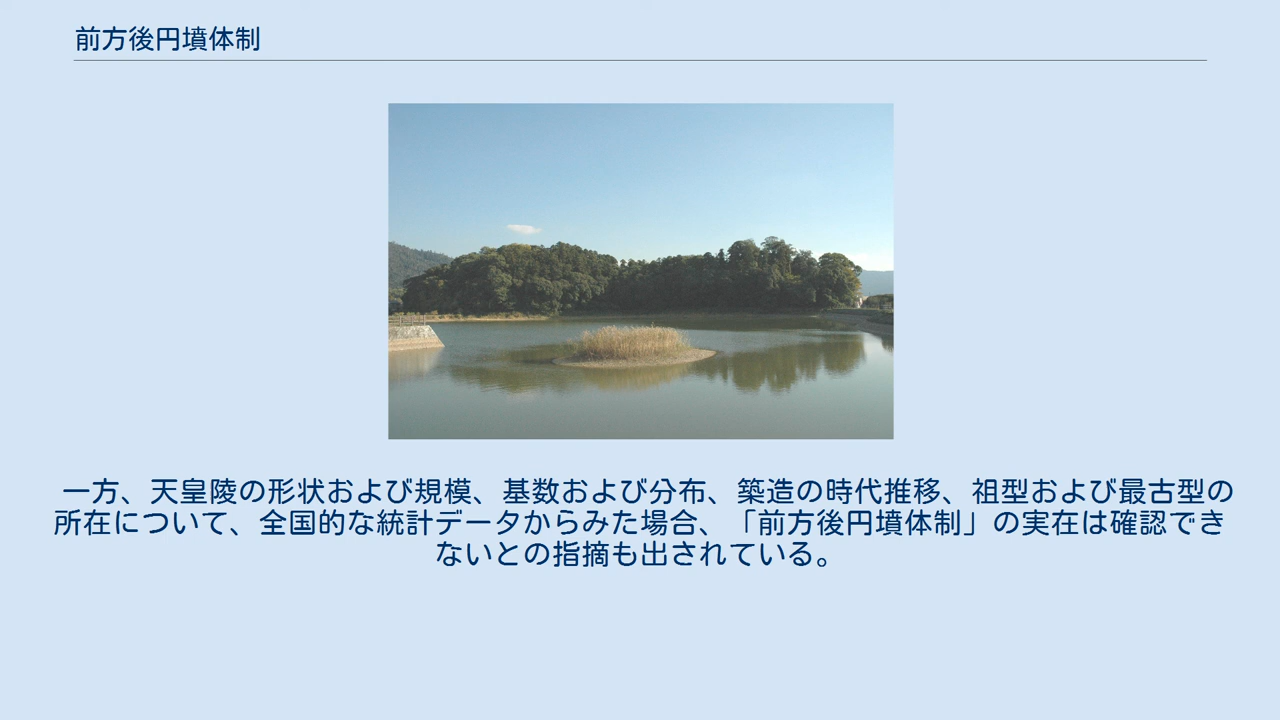 前方後円墳体制
一方、天皇陵の形状および規模、基数および分布、築造の時代推移、祖型および最古型の
所在について、全国的な統計データからみた場合、「前方後円墳体制」の実在は確認でき
ないとの指摘も出されている。